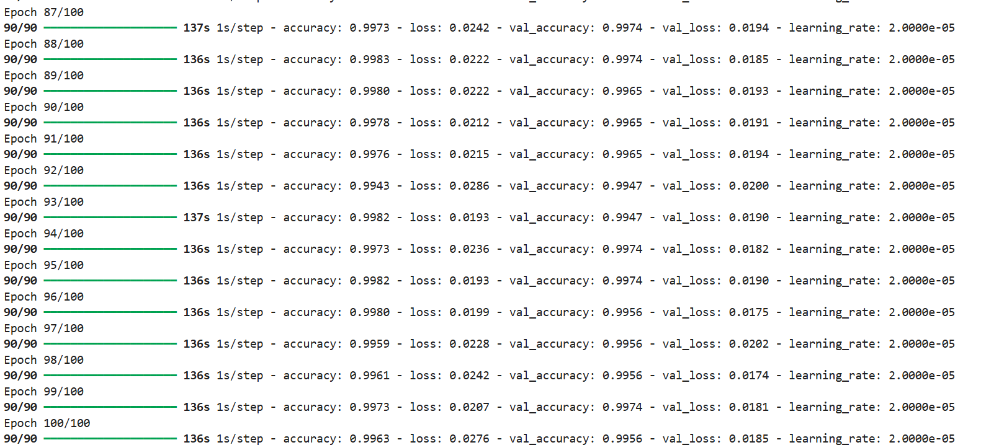 Epoch 87/100
90/90 ━━━━━━━━━━━━━━━━━━━━ 137s 1s/step - accuracy: 0.9973 - loss: 0.0242 - val_accuracy: 0.9974 - val_loss: 0.0194 - learning_rate: 2.0000e-05
Epoch 88/100
90/90 ━━━━━━━━━━━━━━━━━━━━ 136s 1s/step - accuracy: 0.9983 - loss: 0.0222 - val_accuracy: 0.9974 - val_loss: 0.0185 - learning_rate: 2.0000e-05
Epoch 89/100
90/90 ━━━━━━━━━━━━━━━━━━━━ 136s 1s/step - accuracy: 0.9980 - loss: 0.0222 - val_accuracy: 0.9965 - val_loss: 0.0193 - learning_rate: 2.0000e-05
Epoch 90/100
90/90 ━━━━━━━━━━━━━━━━━━━━ 136s 1s/step - accuracy: 0.9978 - loss: 0.0212 - val_accuracy: 0.9965 - val_loss: 0.0191 - learning_rate: 2.0000e-05
Epoch 91/100
90/90 ━━━━━━━━━━━━━━━━━━━━ 136s 1s/step - accuracy: 0.9976 - loss: 0.0215 - val_accuracy: 0.9965 - val_loss: 0.0194 - learning_rate: 2.0000e-05
Epoch 92/100
90/90 ━━━━━━━━━━━━━━━━━━━━ 136s 1s/step - accuracy: 0.9943 - loss: 0.0286 - val_accuracy: 0.9947 - val_loss: 0.0200 - learning_rate: 2.0000e-05
Epoch 93/100
90/90 ━━━━━━━━━━━━━━━━━━━━ 137s 1s/step - accuracy: 0.9982 - loss: 0.0193 - val_accuracy: 0.9947 - val_loss: 0.0190 - learning_rate: 2.0000e-05
Epoch 94/100
90/90 ━━━━━━━━━━━━━━━━━━━━ 136s 1s/step - accuracy: 0.9973 - loss: 0.0236 - val_accuracy: 0.9974 - val_loss: 0.0182 - learning_rate: 2.0000e-05
Epoch 95/100
90/90 ━━━━━━━━━━━━━━━━━━━━ 136s 1s/step - accuracy: 0.9982 - loss: 0.0193 - val_accuracy: 0.9974 - val_loss: 0.0190 - learning_rate: 2.0000e-05
Epoch 96/100
90/90 ━━━━━━━━━━━━━━━━━━━━ 136s 1s/step - accuracy: 0.9980 - loss: 0.0199 - val_accuracy: 0.9956 - val_loss: 0.0175 - learning_rate: 2.0000e-05
Epoch 97/100
90/90 ━━━━━━━━━━━━━━━━━━━━ 136s 1s/step - accuracy: 0.9959 - loss: 0.0228 - val_accuracy: 0.9956 - val_loss: 0.0202 - learning_rate: 2.0000e-05
Epoch 98/100
90/90 ━━━━━━━━━━━━━━━━━━━━ 136s 1s/step - accuracy: 0.9961 - loss: 0.0242 - val_accuracy: 0.9956 - val_loss: 0.0174 - learning_rate: 2.0000e-05
Epoch 99/100
90/90 ━━━━━━━━━━━━━━━━━━━━ 136s 1s/step - accuracy: 0.9973 - loss: 0.0207 - val_accuracy: 0.9974 - val_loss: 0.0181 - learning_rate: 2.0000e-05
Epoch 100/100
90/90 ━━━━━━━━━━━━━━━━━━━━ 136s 1s/step - accuracy: 0.9963 - loss: 0.0276 - val_accuracy: 0.9956 - val_loss: 0.0185 - learning_rate: 2.0000e-05